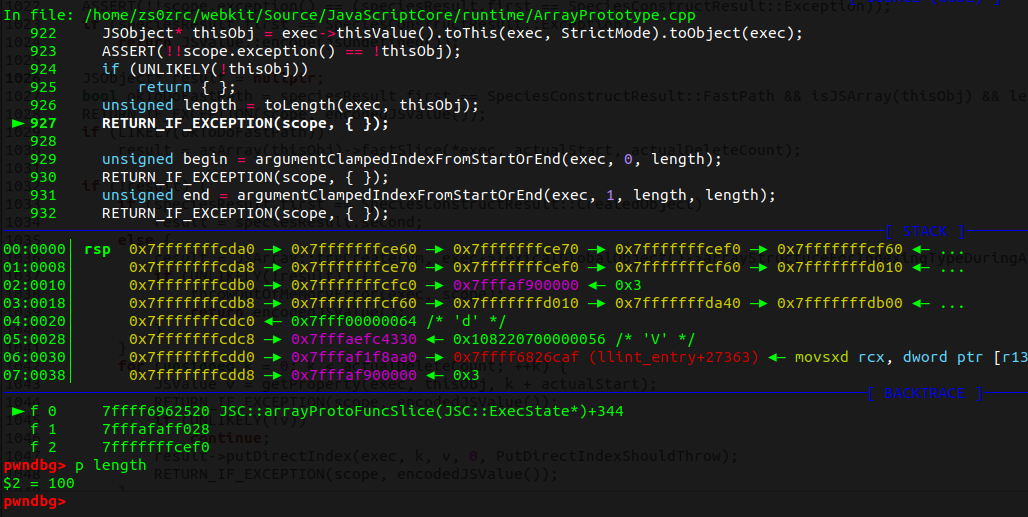 In file: /home/zs0zrc/webkit/Source/JavaScriptCore/runtime/ArrayPrototype.cpp
922 JSObject* thisObj = exec->thisValue().toThis(exec, StrictMode).toObject(exec);
923 ASSERT(!!scope.exception() == !thisObj);
924 if (UNLIKELY(!thisObj))
925 return { };
926 unsigned length = toLength(exec, thisObj);
► 927 RETURN_IF_EXCEPTION(scope, { });
928
929 unsigned begin = argumentClampedIndexFromStartOrEnd(exec, 0, length);
930 RETURN_IF_EXCEPTION(scope, { });
931 unsigned end = argumentClampedIndexFromStartOrEnd(exec, 1, length, length);
932 RETURN_IF_EXCEPTION(scope, { });
[ STACK ]
00:0000│ rsp 0x7fffffffcda0 —▸ 0x7fffffffce60 —▸ 0x7fffffffce70 —▸ 0x7fffffffcef0 —▸ 0x7fffffffcf60 ◂— ...
01:0008│ 0x7fffffffcda8 —▸ 0x7fffffffce70 —▸ 0x7fffffffcef0 —▸ 0x7fffffffcf60 —▸ 0x7fffffffd010 ◂— ...
02:0010│ 0x7fffffffcdb0 —▸ 0x7fffffffcfc0 —▸ 0x7fffaf900000 ◂— 0x3
03:0018│ 0x7fffffffcdb8 —▸ 0x7fffffffcf60 —▸ 0x7fffffffd010 —▸ 0x7fffffffda40 —▸ 0x7fffffffdb00 ◂— ...
04:0020│ 0x7fffffffcdc0 ◂— 0x7fff00000064 /* 'd' */
05:0028│ 0x7fffffffcdc8 —▸ 0x7fffaefc4330 ◂— 0x108220700000056 /* 'V' */
06:0030│ 0x7fffffffcdd0 —▸ 0x7fffaf1f8aa0 —▸ 0x7ffff6826caf (llint_entry+27363) ◂— movsxd rcx, dword ptr [r13
07:0038│ 0x7fffffffcdd8 —▸ 0x7fffaf900000 ◂— 0x3
[ BACKTRACE ]
► f 0 7ffff6962520 JSC::arrayProtoFuncSlice(JSC::ExecState*)+344
f 1 7fffafaff028
f 2 7fffffffcef0
pwndbg> p length
$2 = 100
pwndbg>